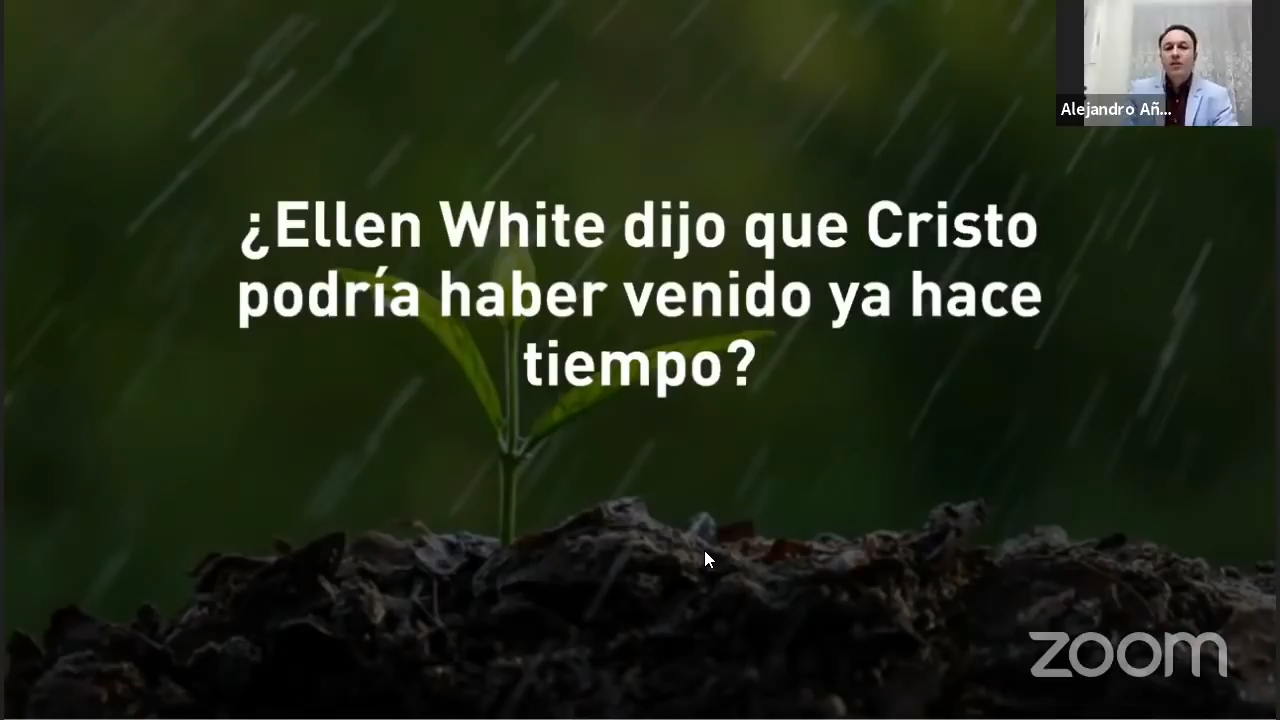 Alejandro Añ...
¿Ellen White dijo que Cristo
podría haber venido ya hace
tiempo?
zoom